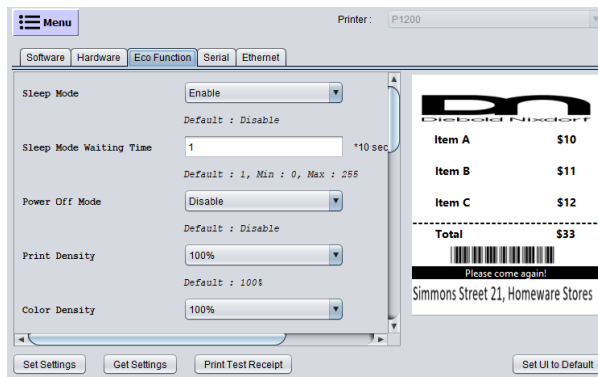 Menu Printer : P1200
Software Hardware Eco Function Serial Ethernet
Sleep Mode Enable
Default : Disable
Sleep Mode Waiting Time 1 *10 sec
Default : 1, Min : 0, Max : 255
Power Off Mode Disable
Default : Disable
Print Density 100%
Default : 100%
Color Density 100%
DN
Diebold Nixdorf
Item A $10
Item B $11
Item C $12
Total $33
Please come again!
Simmons Street 21, Homeware Stores
Set Settings Get Settings Print Test Receipt Set UI to Default